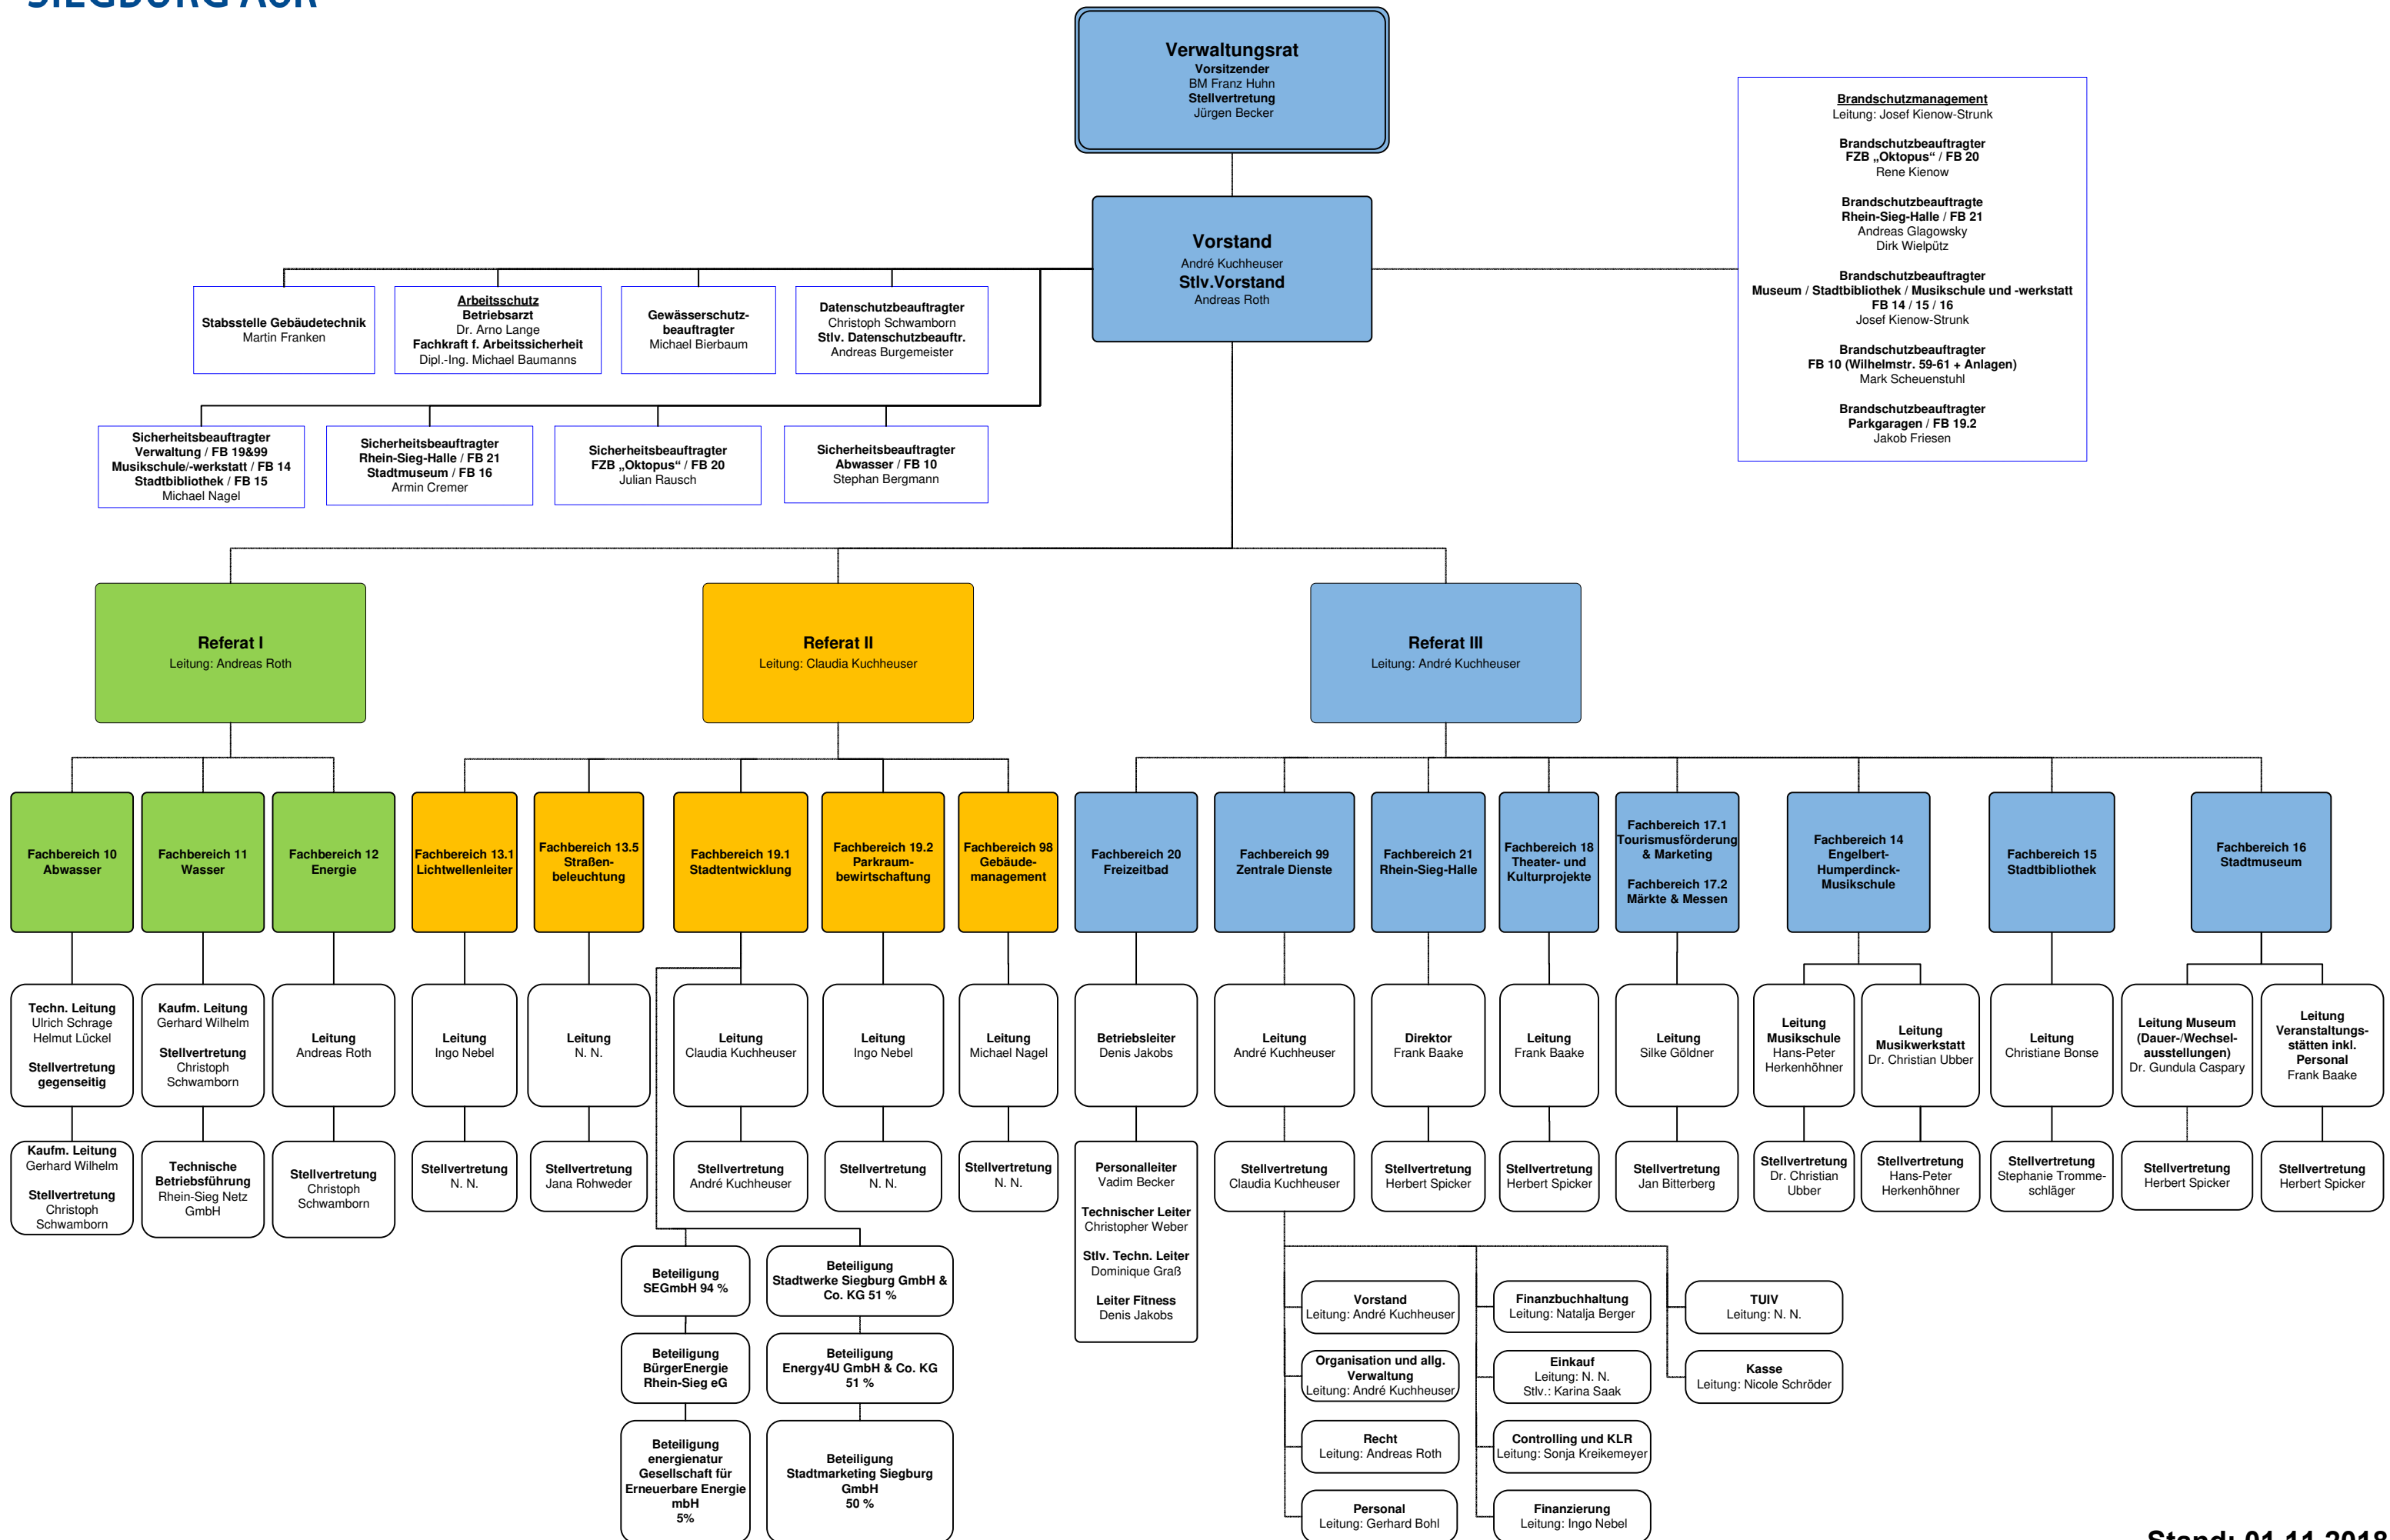 SIEGBURG AöR
Verwaltungsrat
Vorsitzender
BM Franz Huhn
Stellvertretung
Jürgen Becker
Vorstand
André Kuchheuser
Stlv.Vorstand
Andreas Roth
Brandschutzmanagement
Leitung: Josef Kienow-Strunk
Brandschutzbeauftragter
FZB „Oktopus“ / FB 20
Rene Kienow
Brandschutzbeauftragte
Rhein-Sieg-Halle / FB 21
Andreas Glagowsky
Dirk Wielpütz
Brandschutzbeauftragter
Museum / Stadtbibliothek / Musikschule und -werkstatt
FB 14 / 15 / 16
Josef Kienow-Strunk
Brandschutzbeauftragter
FB 10 (Wilhelmstr. 59-61 + Anlagen)
Mark Scheuenstuhl
Brandschutzbeauftragter
Parkgaragen / FB 19.2
Jakob Friesen
Stabsstelle Gebäudetechnik
Martin Franken
Arbeitsschutz
Betriebsarzt
Dr. Arno Lange
Fachkraft f. Arbeitssicherheit
Dipl.-Ing. Michael Baumanns
Gewässerschutz-
beauftragter
Michael Bierbaum
Datenschutzbeauftragter
Christoph Schwamborn
Stlv. Datenschutzbeauftr.
Andreas Burgemeister
Sicherheitsbeauftragter
Verwaltung / FB 19&99
Musikschule/-werkstatt / FB 14
Stadtbibliothek / FB 15
Michael Nagel
Sicherheitsbeauftragter
Rhein-Sieg-Halle / FB 21
Stadtmuseum / FB 16
Armin Cremer
Sicherheitsbeauftragter
FZB „Oktopus“ / FB 20
Julian Rausch
Sicherheitsbeauftragter
Abwasser / FB 10
Stephan Bergmann
Referat I
Leitung: Andreas Roth
Referat II
Leitung: Claudia Kuchheuser
Referat III
Leitung: André Kuchheuser
Fachbereich 10
Abwasser
Fachbereich 11
Wasser
Fachbereich 12
Energie
Fachbereich 13.1
Lichtwellenleiter
Fachbereich 13.5
Straßen-
beleuchtung
Fachbereich 19.1
Stadtentwicklung
Fachbereich 19.2
Parkraum-
bewirtschaftung
Fachbereich 98
Gebäude-
management
Fachbereich 20
Freizeitbad
Fachbereich 99
Zentrale Dienste
Fachbereich 21
Rhein-Sieg-Halle
Fachbereich 18
Theater- und
Kulturprojekte
Fachbereich 17.1
Tourismusförderung
& Marketing
Fachbereich 17.2
Märkte & Messen
Fachbereich 14
Engelbert-
Humperdinck-
Musikschule
Fachbereich 15
Stadtbibliothek
Fachbereich 16
Stadtmuseum
Techn. Leitung
Ulrich Schrage
Helmut Lückel
Stellvertretung
gegenseitig
Kaufm. Leitung
Gerhard Wilhelm
Stellvertretung
Christoph
Schwamborn
Leitung
Andreas Roth
Leitung
Ingo Nebel
Leitung
N. N.
Leitung
Claudia Kuchheuser
Leitung
Ingo Nebel
Leitung
Michael Nagel
Betriebsleiter
Denis Jakobs
Leitung
André Kuchheuser
Direktor
Frank Baake
Leitung
Frank Baake
Leitung
Silke Göldner
Leitung
Musikschule
Hans-Peter
Herkenhöhner
Leitung
Musikwerkstatt
Dr. Christian Ubber
Leitung
Christiane Bonse
Leitung Museum
(Dauer-/Wechsel-
ausstellungen)
Dr. Gundula Caspary
Leitung
Veranstaltungs-
stätten inkl.
Personal
Frank Baake
Kaufm. Leitung
Gerhard Wilhelm
Stellvertretung
Christoph
Schwamborn
Technische
Betriebsführung
Rhein-Sieg Netz
GmbH
Stellvertretung
Christoph
Schwamborn
Stellvertretung
N. N.
Stellvertretung
Jana Rohweder
Stellvertretung
André Kuchheuser
Stellvertretung
N. N.
Stellvertretung
N. N.
Personalleiter
Vadim Becker
Technischer Leiter
Christopher Weber
Stlv. Techn. Leiter
Dominique Graß
Leiter Fitness
Denis Jakobs
Stellvertretung
Claudia Kuchheuser
Stellvertretung
Herbert Spicker
Stellvertretung
Herbert Spicker
Stellvertretung
Jan Bitterberg
Stellvertretung
Dr. Christian
Ubber
Stellvertretung
Hans-Peter
Herkenhöhner
Stellvertretung
Stephanie Tromme-
schläger
Stellvertretung
Herbert Spicker
Stellvertretung
Herbert Spicker
Beteiligung
SEGmbH 94 %
Beteiligung
Stadtwerke Siegburg GmbH &
Co. KG 51 %
Beteiligung
BürgerEnergie
Rhein-Sieg eG
Beteiligung
Energy4U GmbH & Co. KG
51 %
Beteiligung
energienatur
Gesellschaft für
Erneuerbare Energie
mbH
5%
Beteiligung
Stadtmarketing Siegburg
GmbH
50 %
Vorstand
Leitung: André Kuchheuser
Finanzbuchhaltung
Leitung: Natalja Berger
TUIV
Leitung: N. N.
Organisation und allg.
Verwaltung
Leitung: André Kuchheuser
Einkauf
Leitung: N. N.
Stlv.: Karina Saak
Kasse
Leitung: Nicole Schröder
Recht
Leitung: Andreas Roth
Controlling und KLR
Leitung: Sonja Kreikemeyer
Personal
Leitung: Gerhard Bohl
Finanzierung
Leitung: Ingo Nebel
Stand: 01.11.2018